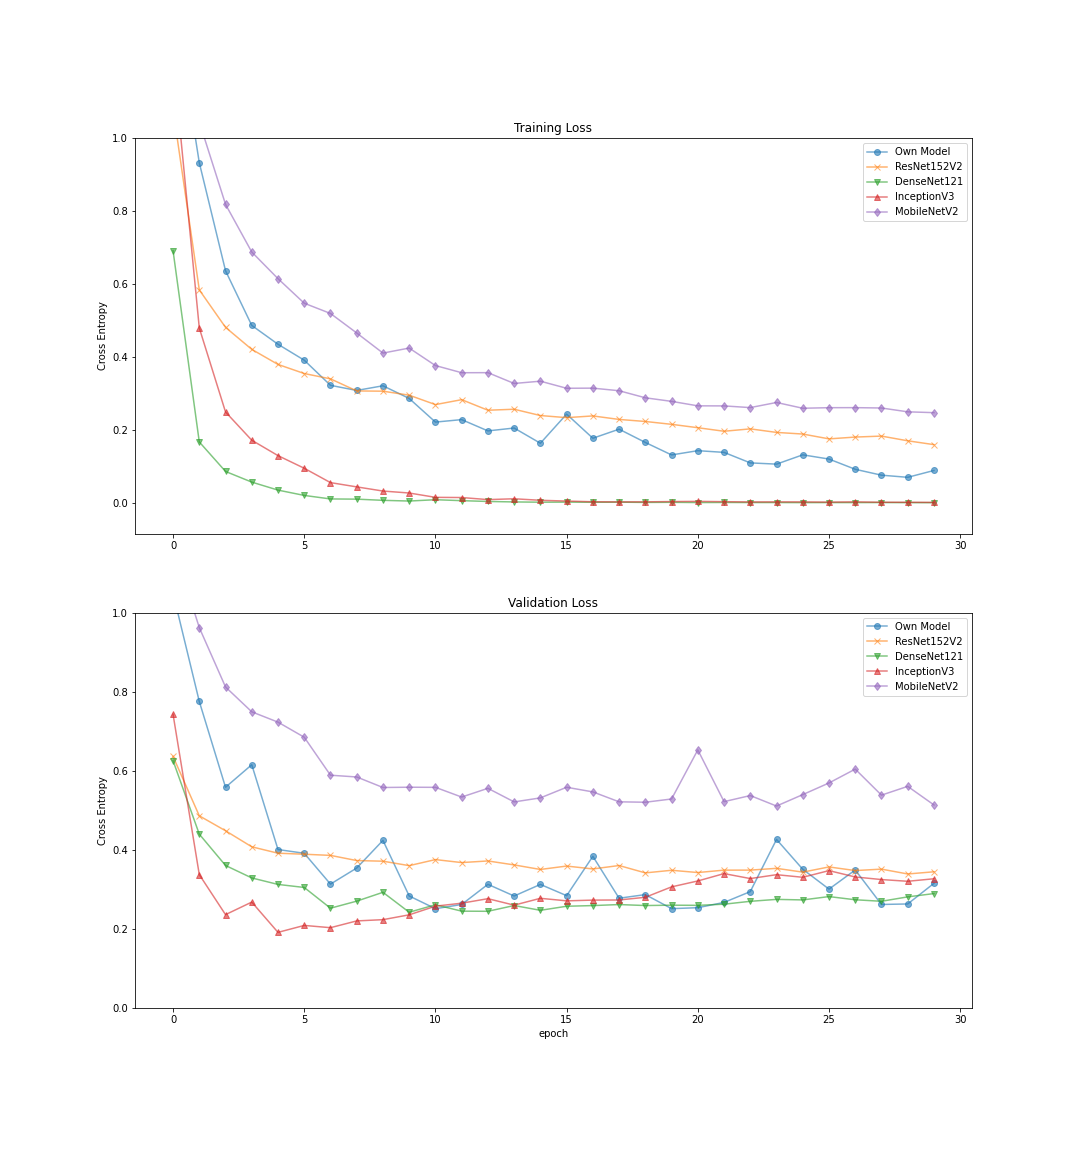 Training Loss
1.0
0.8
0.6
0.4
0.2
0.0
Cross Entropy
Own Model
ResNet152V2
DenseNet121
InceptionV3
MobileNetV2
0 5 10 15 20 25 30
Validation Loss
1.0
0.8
0.6
0.4
0.2
0.0
Cross Entropy
Own Model
ResNet152V2
DenseNet121
InceptionV3
MobileNetV2
0 5 10 15 20 25 30
epoch